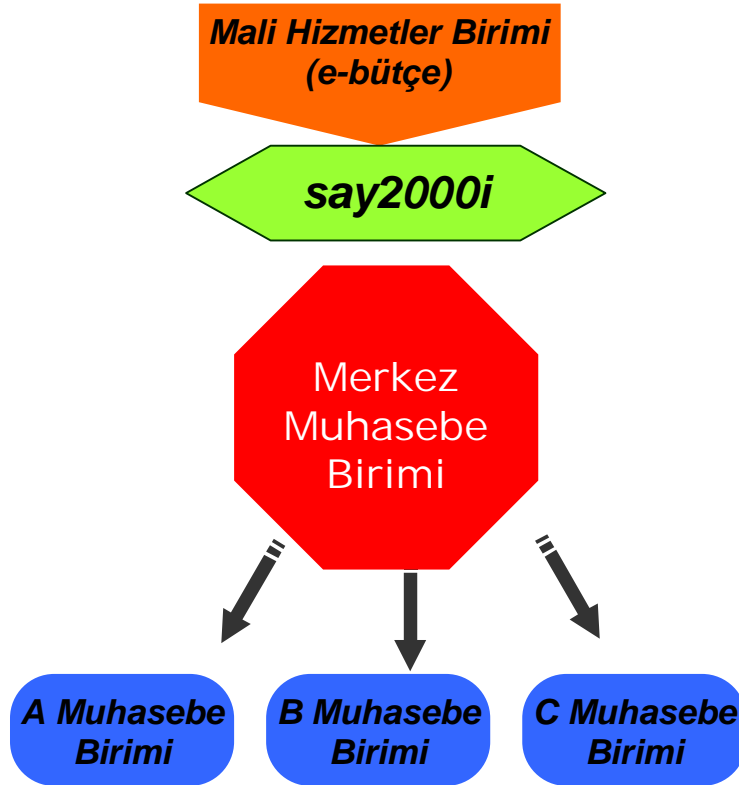 Mali Hizmetler Birimi
(e-bütçe)
say2000i
Merkez
Muhasebe
Birimi
A Muhasebe
Birimi
B Muhasebe
Birimi
C Muhasebe
Birimi